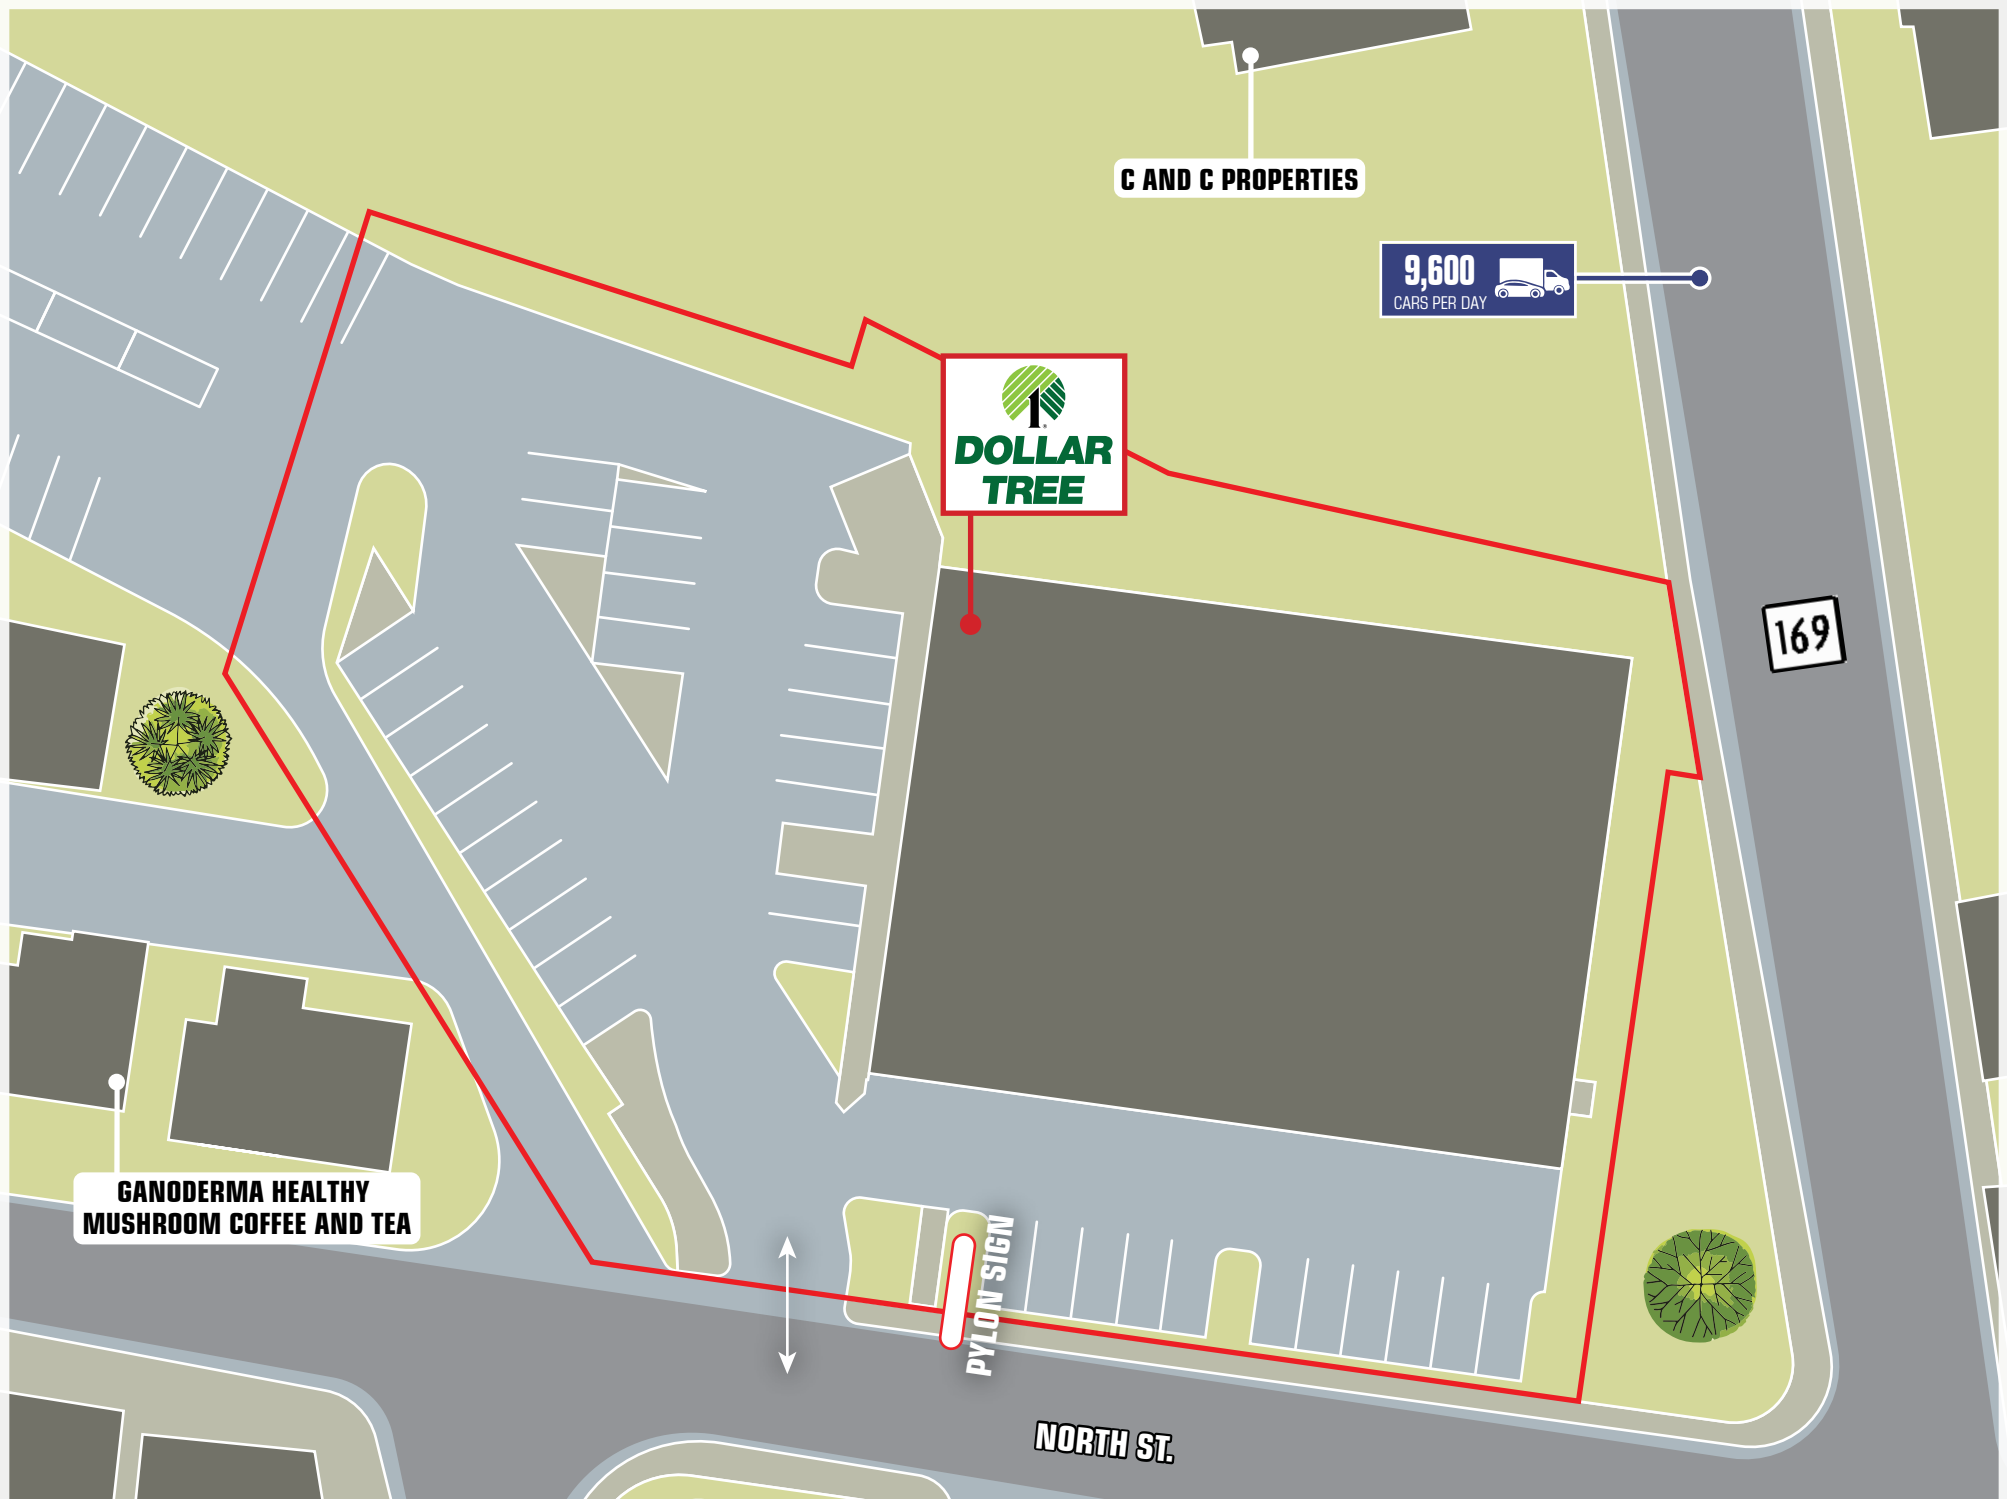 C AND C PROPERTIES
9,600
CARS PER DAY
1
DOLLAR
TREE
169
GANODERMA HEALTHY
MUSHROOM COFFEE AND TEA
PYLON SIGN
NORTH ST.